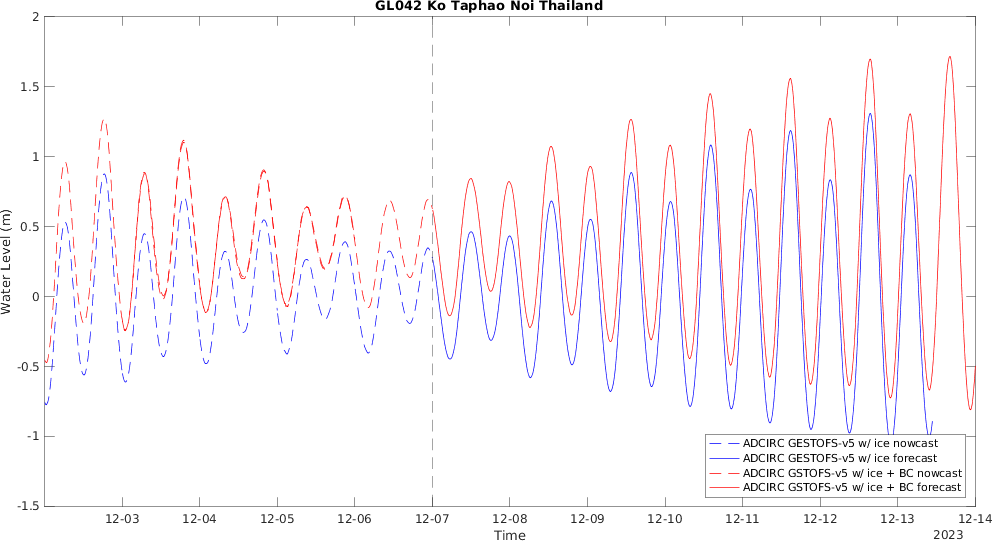 GL042 Ko Taphao Noi Thailand
2
1.5
1
0.5
0
-0.5
-1
-1.5
Water Level (m)
ADCIRC GESTOFS-v5 w/ ice nowcast
ADCIRC GESTOFS-v5 w/ ice forecast
ADCIRC GSTOFS-v5 w/ ice + BC nowcast
ADCIRC GSTOFS-v5 w/ ice + BC forecast
12-03 12-04 12-05 12-06 12-07 12-08 12-09 12-10 12-11 12-12 12-13 12-14
Time
2023